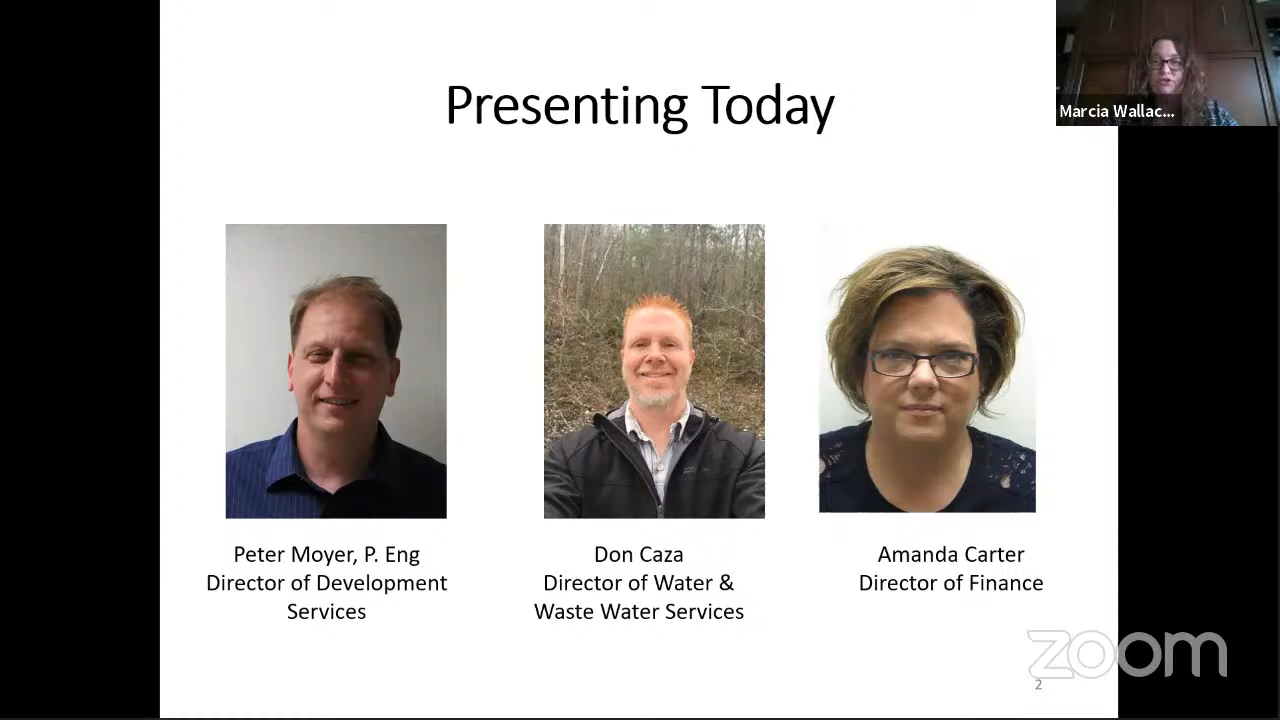 Presenting Today
Marcia Wallac...
Peter Moyer, P. Eng
Director of Development
Services
Don Caza
Director of Water &
Waste Water Services
Amanda Carter
Director of Finance
zoom
2